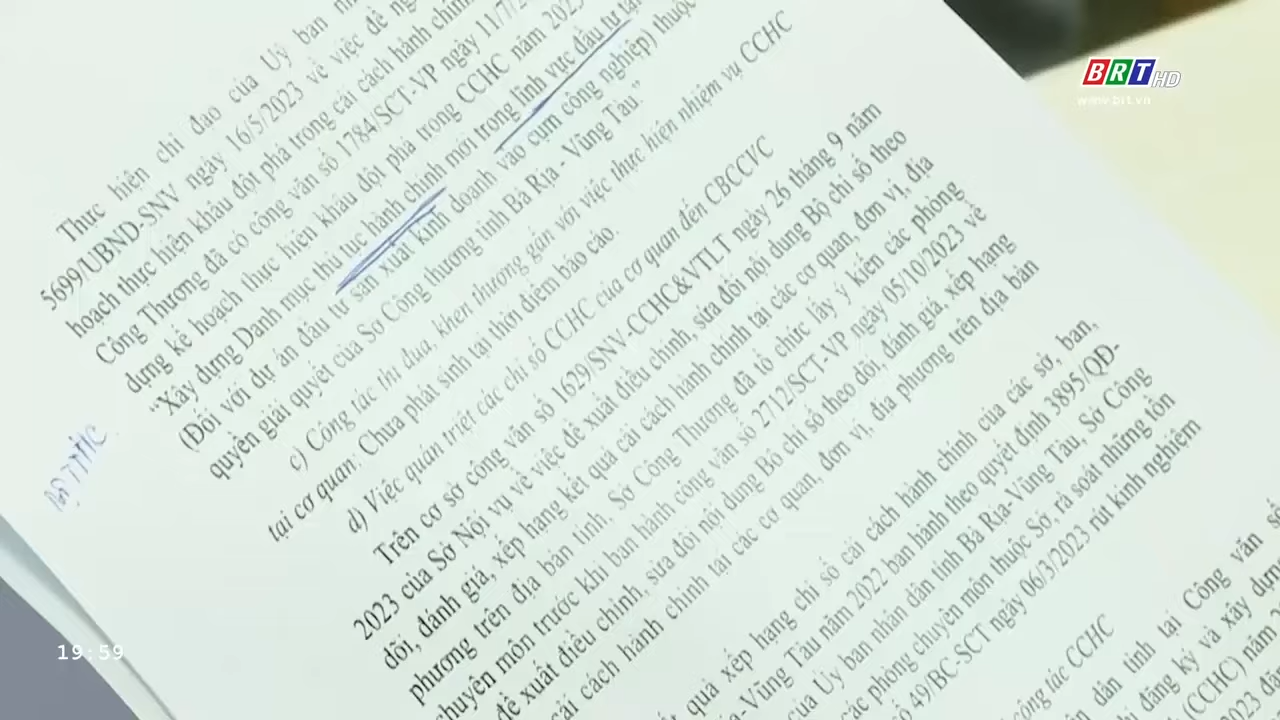 BRT HD
www.brt.vn
Thực hiện chỉ đạo của Uỷ ban
5699/UBND-SNV ngày 16/5/2023 về việc đề
hoạch thực hiện khâu đột phá trong cải cách hành chính
Công Thương đã có công văn số 1784/SCT-VP ngày 11/7/
dựng kế hoạch thực hiện khâu đột phá trong CCHC năm 2023
“Xây dựng Danh mục thủ tục hành chính mới trong lĩnh vực đầu tư tại
(Đối với dự án đầu tư sản xuất kinh doanh vào cụm công nghiệp) thuộc
quyền giải quyết của Sở Công thương tỉnh Bà Rịa - Vũng Tàu.”
c) Công tác thi đua, khen thưởng gắn với việc thực hiện nhiệm vụ CCHC
tại cơ quan: Chưa phát sinh tại thời điểm báo cáo.
d) Việc quán triệt các chỉ số CCHC của cơ quan đến CBCCVC
Trên cơ sở công văn số 1629/SNV-CCHC&VTLT ngày 26 tháng 9 năm
2023 của Sở Nội vụ về việc đề xuất điều chỉnh, sửa đổi nội dung Bộ chỉ số theo
dõi, đánh giá, xếp hạng kết quả cải cách hành chính tại các cơ quan, đơn vị, địa
phương trên địa bàn tỉnh, Sở Công Thương đã tổ chức lấy ý kiến các phòng
chuyên môn trước khi ban hành công văn số 2712/SCT-VP ngày 05/10/2023 về
đề xuất điều chỉnh, sửa đổi nội dung Bộ chỉ số theo dõi, đánh giá, xếp hạng
cải cách hành chính tại các cơ quan, đơn vị, địa phương trên địa bàn
quả xếp hạng chỉ số cải cách hành chính của các sở, ban,
-Vũng Tàu năm 2022 ban hành theo quyết định 3895/QĐ-
của Ủy ban nhân dân tỉnh Bà Rịa-Vũng Tàu, Sở Công
các phòng chuyên môn thuộc Sở, rà soát những tồn
số 49/BC-SCT ngày 06/3/2023 rút kinh nghiệm
công tác CCHC
dân tỉnh tại Công văn số
đăng ký và xây dựng
(CCHC) năm
2023
19:59